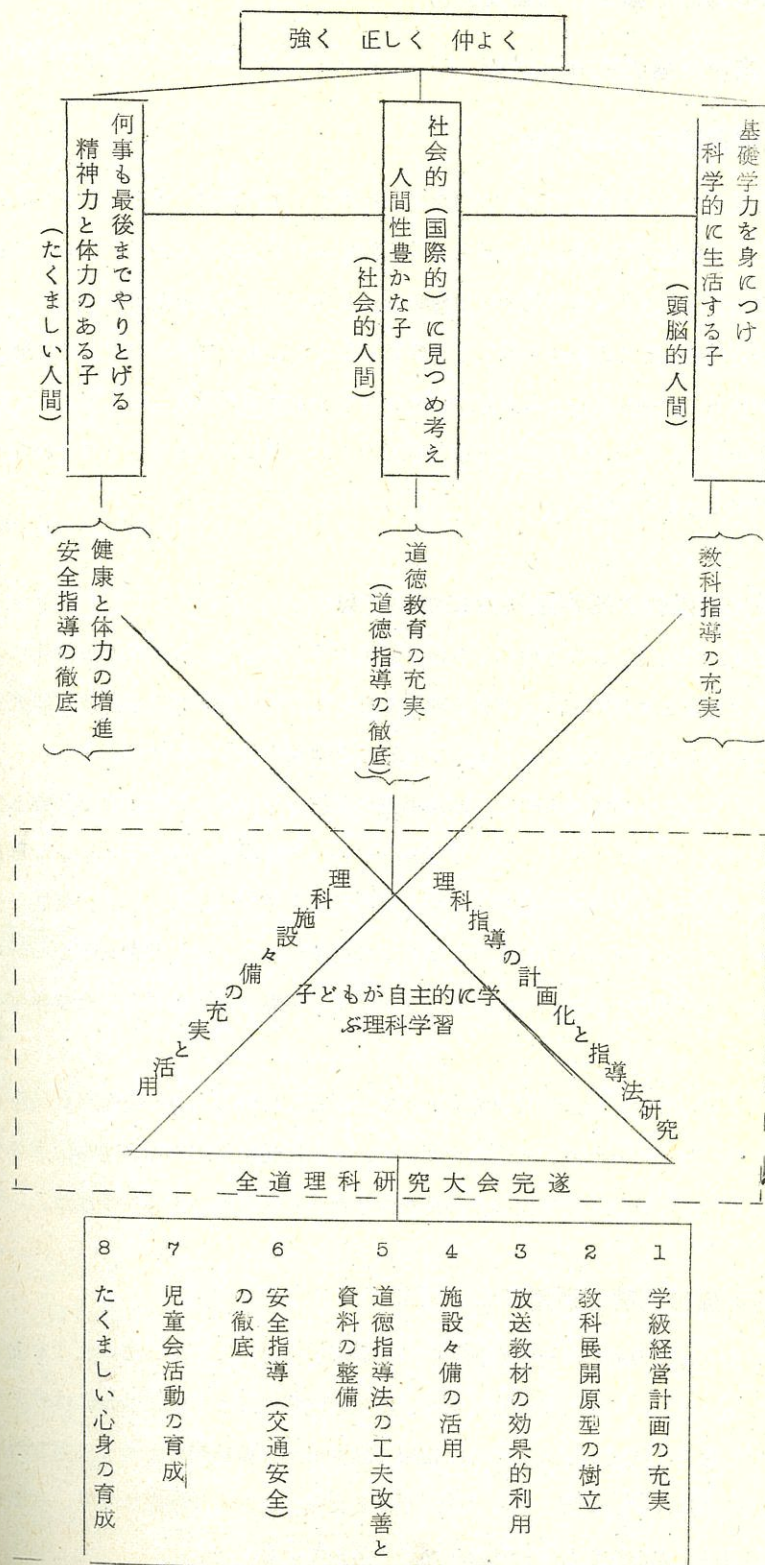 強く　正しく　仲よく
基礎学力を身につけ
科学的に生活する子
（頭脳的人間）
社会的（国際的）に見つめ考え
人間性豊かな子
（社会的人間）
何事も最後までやりとげる
精神力と体力のある子
（たくましい人間）
教科指導の充実
道徳教育の充実
（道徳指導の徹底）
健康と体力の増進
安全指導の徹底
理科指導の計画化と指導法研究
理科施設々備の充実と活用
子どもが自主的に学
ぶ理科学習
全道理科研究大会完遂
1　学級経営計画の充実
2　教科展開原型の樹立
3　放送教材の効果的利用
4　施設々備の活用
5　道徳指導法の工夫改善と
資料の整備
6　安全指導（交通安全）
の徹底
7　児童会活動の育成
8　たくましい心身の育成